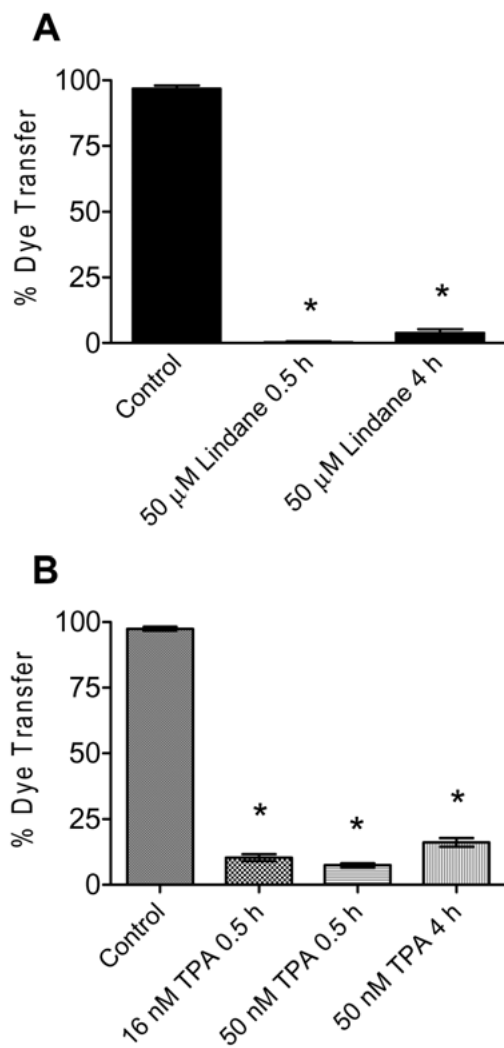 A
% Dye Transfer
100
75
50
25
0
*
*
Control
50 μM Lindane 0.5 h
50 μM Lindane 4 h
B
% Dye Transfer
100
75
50
25
0
*
*
*
Control
16 nM TPA 0.5 h
50 nM TPA 0.5 h
50 nM TPA 4 h